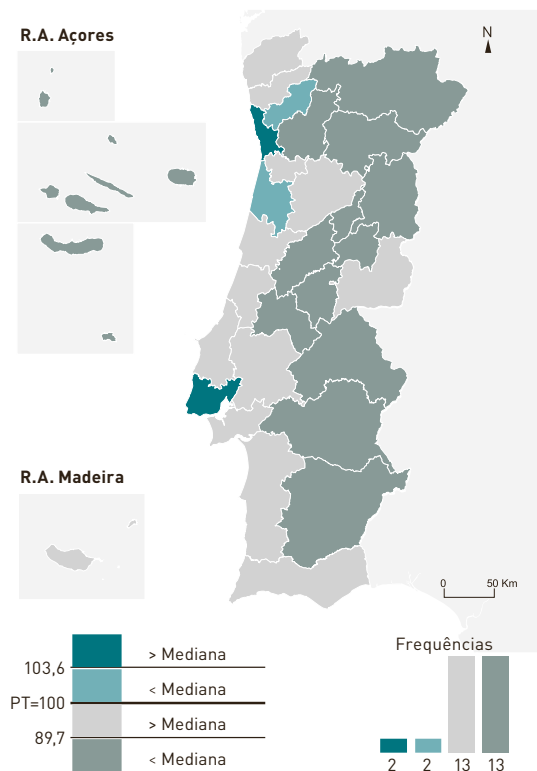 R.A. Açores
N
R.A. Madeira
0 50 Km
> Mediana
103,6
< Mediana
PT=100
> Mediana
89,7
< Mediana
Frequências
2 2 13 13